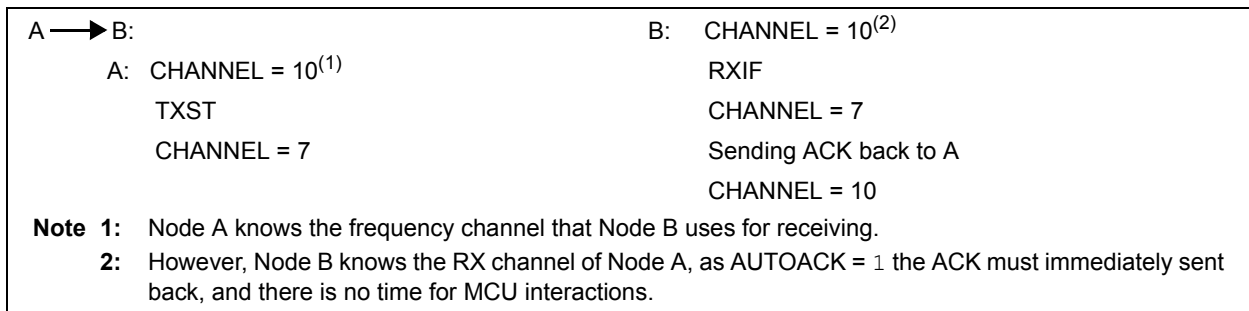 A → B:
A: CHANNEL = 10(1)
TXST
CHANNEL = 7
B: CHANNEL = 10(2)
RXIF
CHANNEL = 7
Sending ACK back to A
CHANNEL = 10
Note 1: Node A knows the frequency channel that Node B uses for receiving.
2: However, Node B knows the RX channel of Node A, as AUTOACK = 1 the ACK must immediately sent
back, and there is no time for MCU interactions.